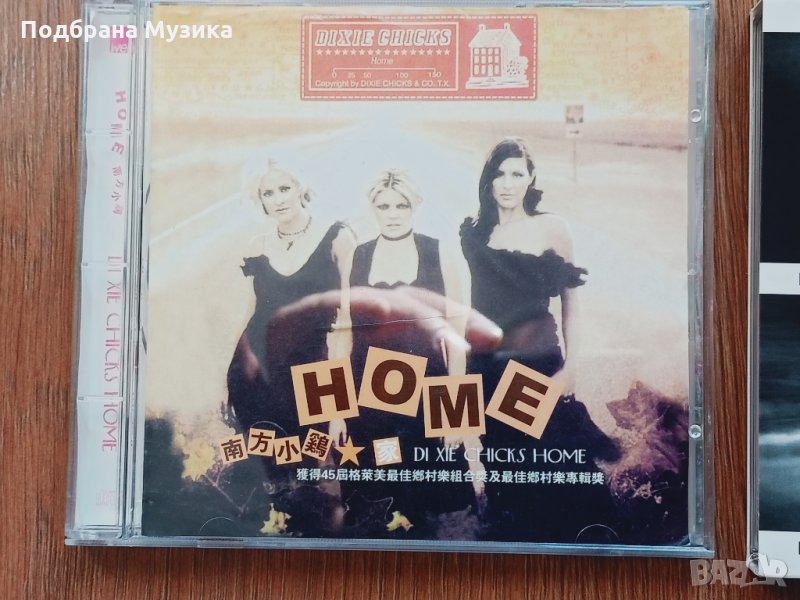 Подбрана Музика
DIXIE CHICKS
Home
0 25 50 100 150
Copyright by DIXIE CHICKS & CO. T.X.
HOME
南方小鷄★家
DI XIE CHICKS HOME
獲得45屆格萊美最佳鄉村樂組合獎及最佳鄉村樂專輯獎
HOME 南方小鷄 DI XIE CHICKS HOME
BAZAR